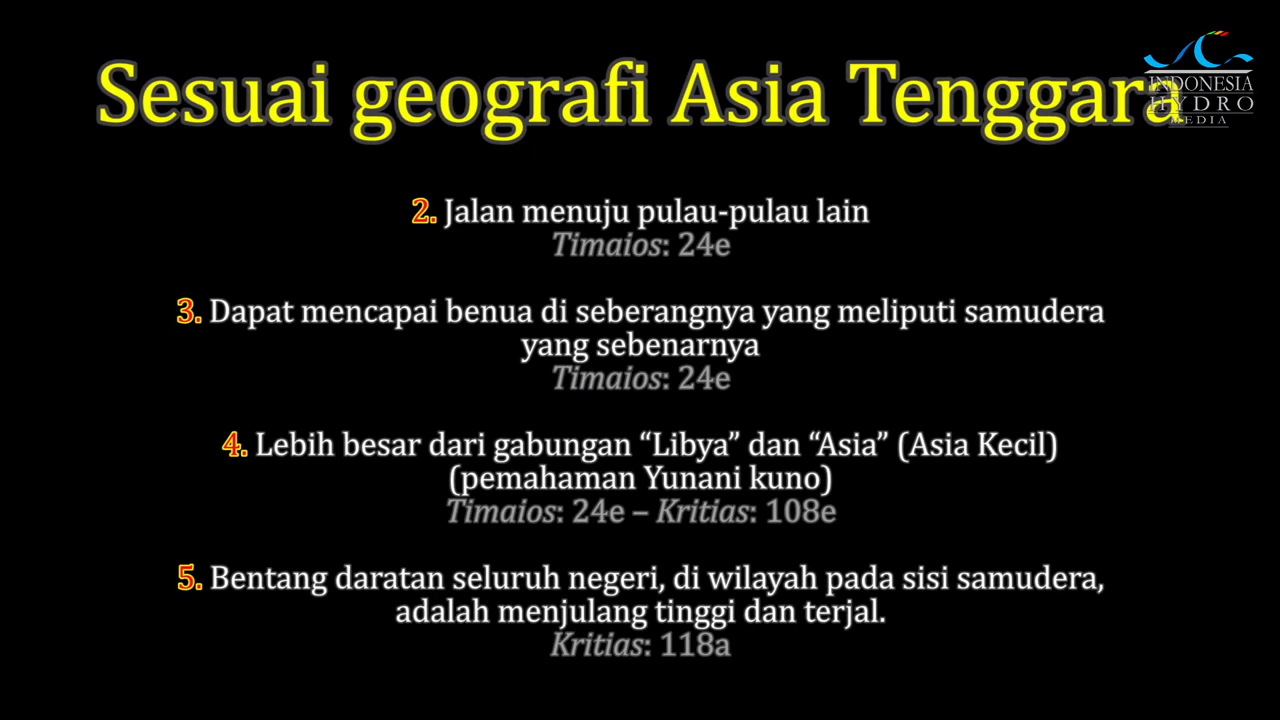 Sesuai geografi Asia Tenggara
INDONESIA
HYDRO
MEDIA
2. Jalan menuju pulau-pulau lain
Timaios: 24e
3. Dapat mencapai benua di seberangnya yang meliputi samudera
yang sebenarnya
Timaios: 24e
4. Lebih besar dari gabungan “Libya” dan “Asia” (Asia Kecil)
(pemahaman Yunani kuno)
Timaios: 24e – Kritias: 108e
5. Bentang daratan seluruh negeri, di wilayah pada sisi samudera,
adalah menjulang tinggi dan terjal.
Kritias: 118a